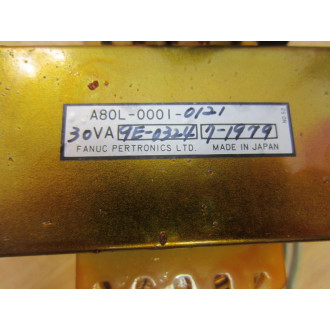 A80L-0001-0121
30VA 9E-0324 7-1979
FANUC PERTRONICS LTD. MADE IN JAPAN